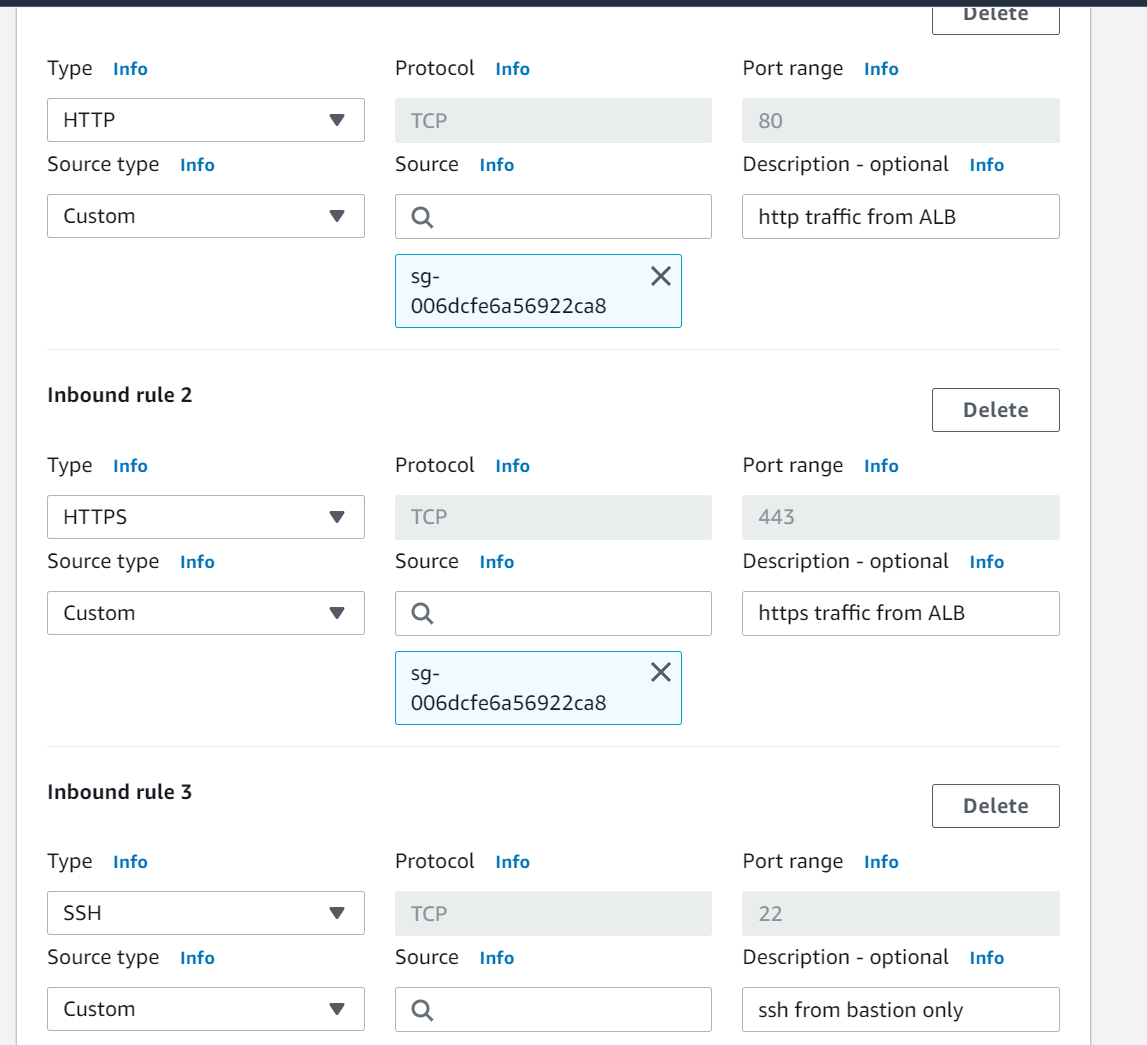 Delete
Type Info Protocol Info Port range Info
HTTP TCP 80
Source type Info Source Info Description - optional Info
Custom http traffic from ALB
sg-
006dcfe6a56922ca8
Inbound rule 2
Delete
Type Info Protocol Info Port range Info
HTTPS TCP 443
Source type Info Source Info Description - optional Info
Custom https traffic from ALB
sg-
006dcfe6a56922ca8
Inbound rule 3
Delete
Type Info Protocol Info Port range Info
SSH TCP 22
Source type Info Source Info Description - optional Info
Custom ssh from bastion only